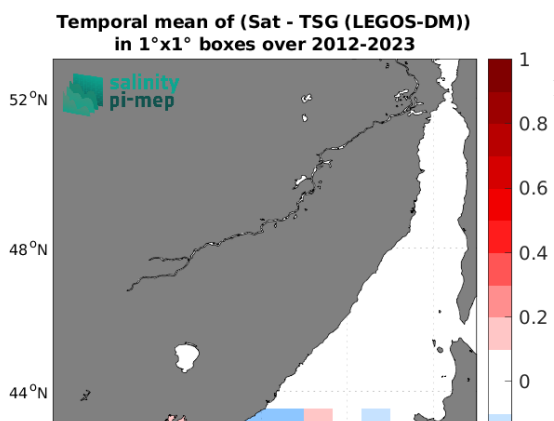 Temporal mean of (Sat - TSG (LEGOS-DM))
in 1°x1° boxes over 2012-2023
salinity
pi-mep
52°N
48°N
44°N
1
0.8
0.6
0.4
0.2
0